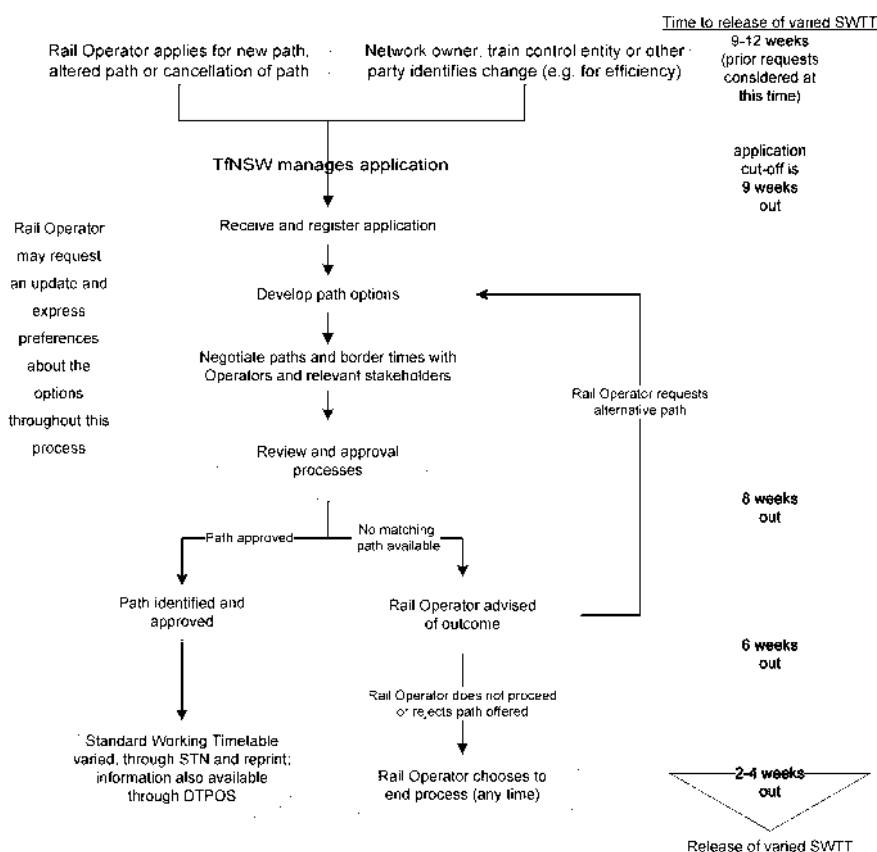 Time to release of varied SWTT
Rail Operator applies for new path,
altered path or cancellation of path
Network owner, train control entity or other
party identifies change (e.g. for efficiency)
9-12 weeks
(prior requests
considered at
this time)
TfNSW manages application
application
cut-off is
9 weeks
out
Receive and register application
Rail Operator
may request
an update and
express
preferences
about the
options
throughout this
process
Develop path options
Negotiate paths and border times with
Operators and relevant stakeholders
Rail Operator requests
alternative path
Review and approval
processes
8 weeks
out
Path approved
No matching
path available
Path identified and
approved
Rail Operator advised
of outcome
6 weeks
out
Rail Operator does not proceed
or rejects path offered
Standard Working Timetable
varied, through STN and reprint;
information also available
through DTPOS
Rail Operator chooses to
end process (any time)
2-4 weeks
out
Release of varied SWTT